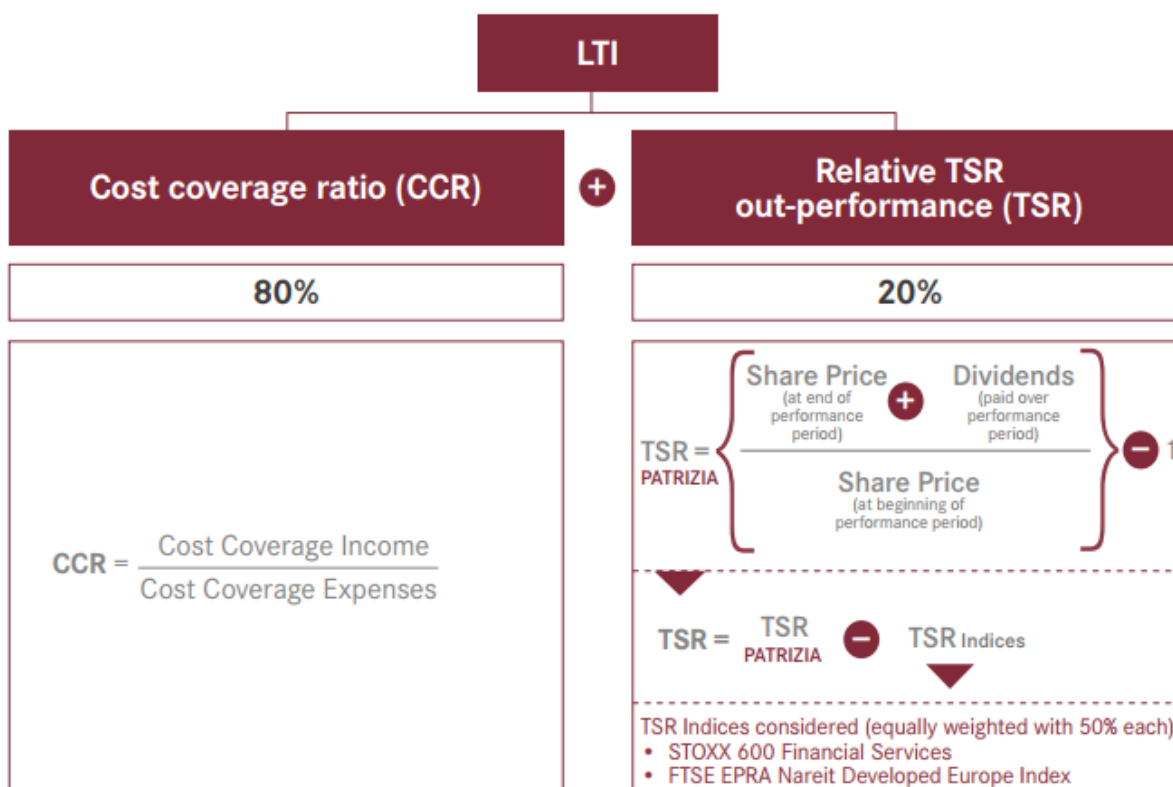 LTI
Cost coverage ratio (CCR)
+
Relative TSR
out-performance (TSR)
80%
20%
CCR =
Cost Coverage Income
Cost Coverage Expenses
TSR =
PATRIZIA
Share Price
(at end of
performance
period)
+
Dividends
(paid over
performance
period)
Share Price
(at beginning of
performance period)
− 1
TSR = TSR
PATRIZIA
− TSR Indices
TSR Indices considered (equally weighted with 50% each)
• STOXX 600 Financial Services
• FTSE EPRA Nareit Developed Europe Index